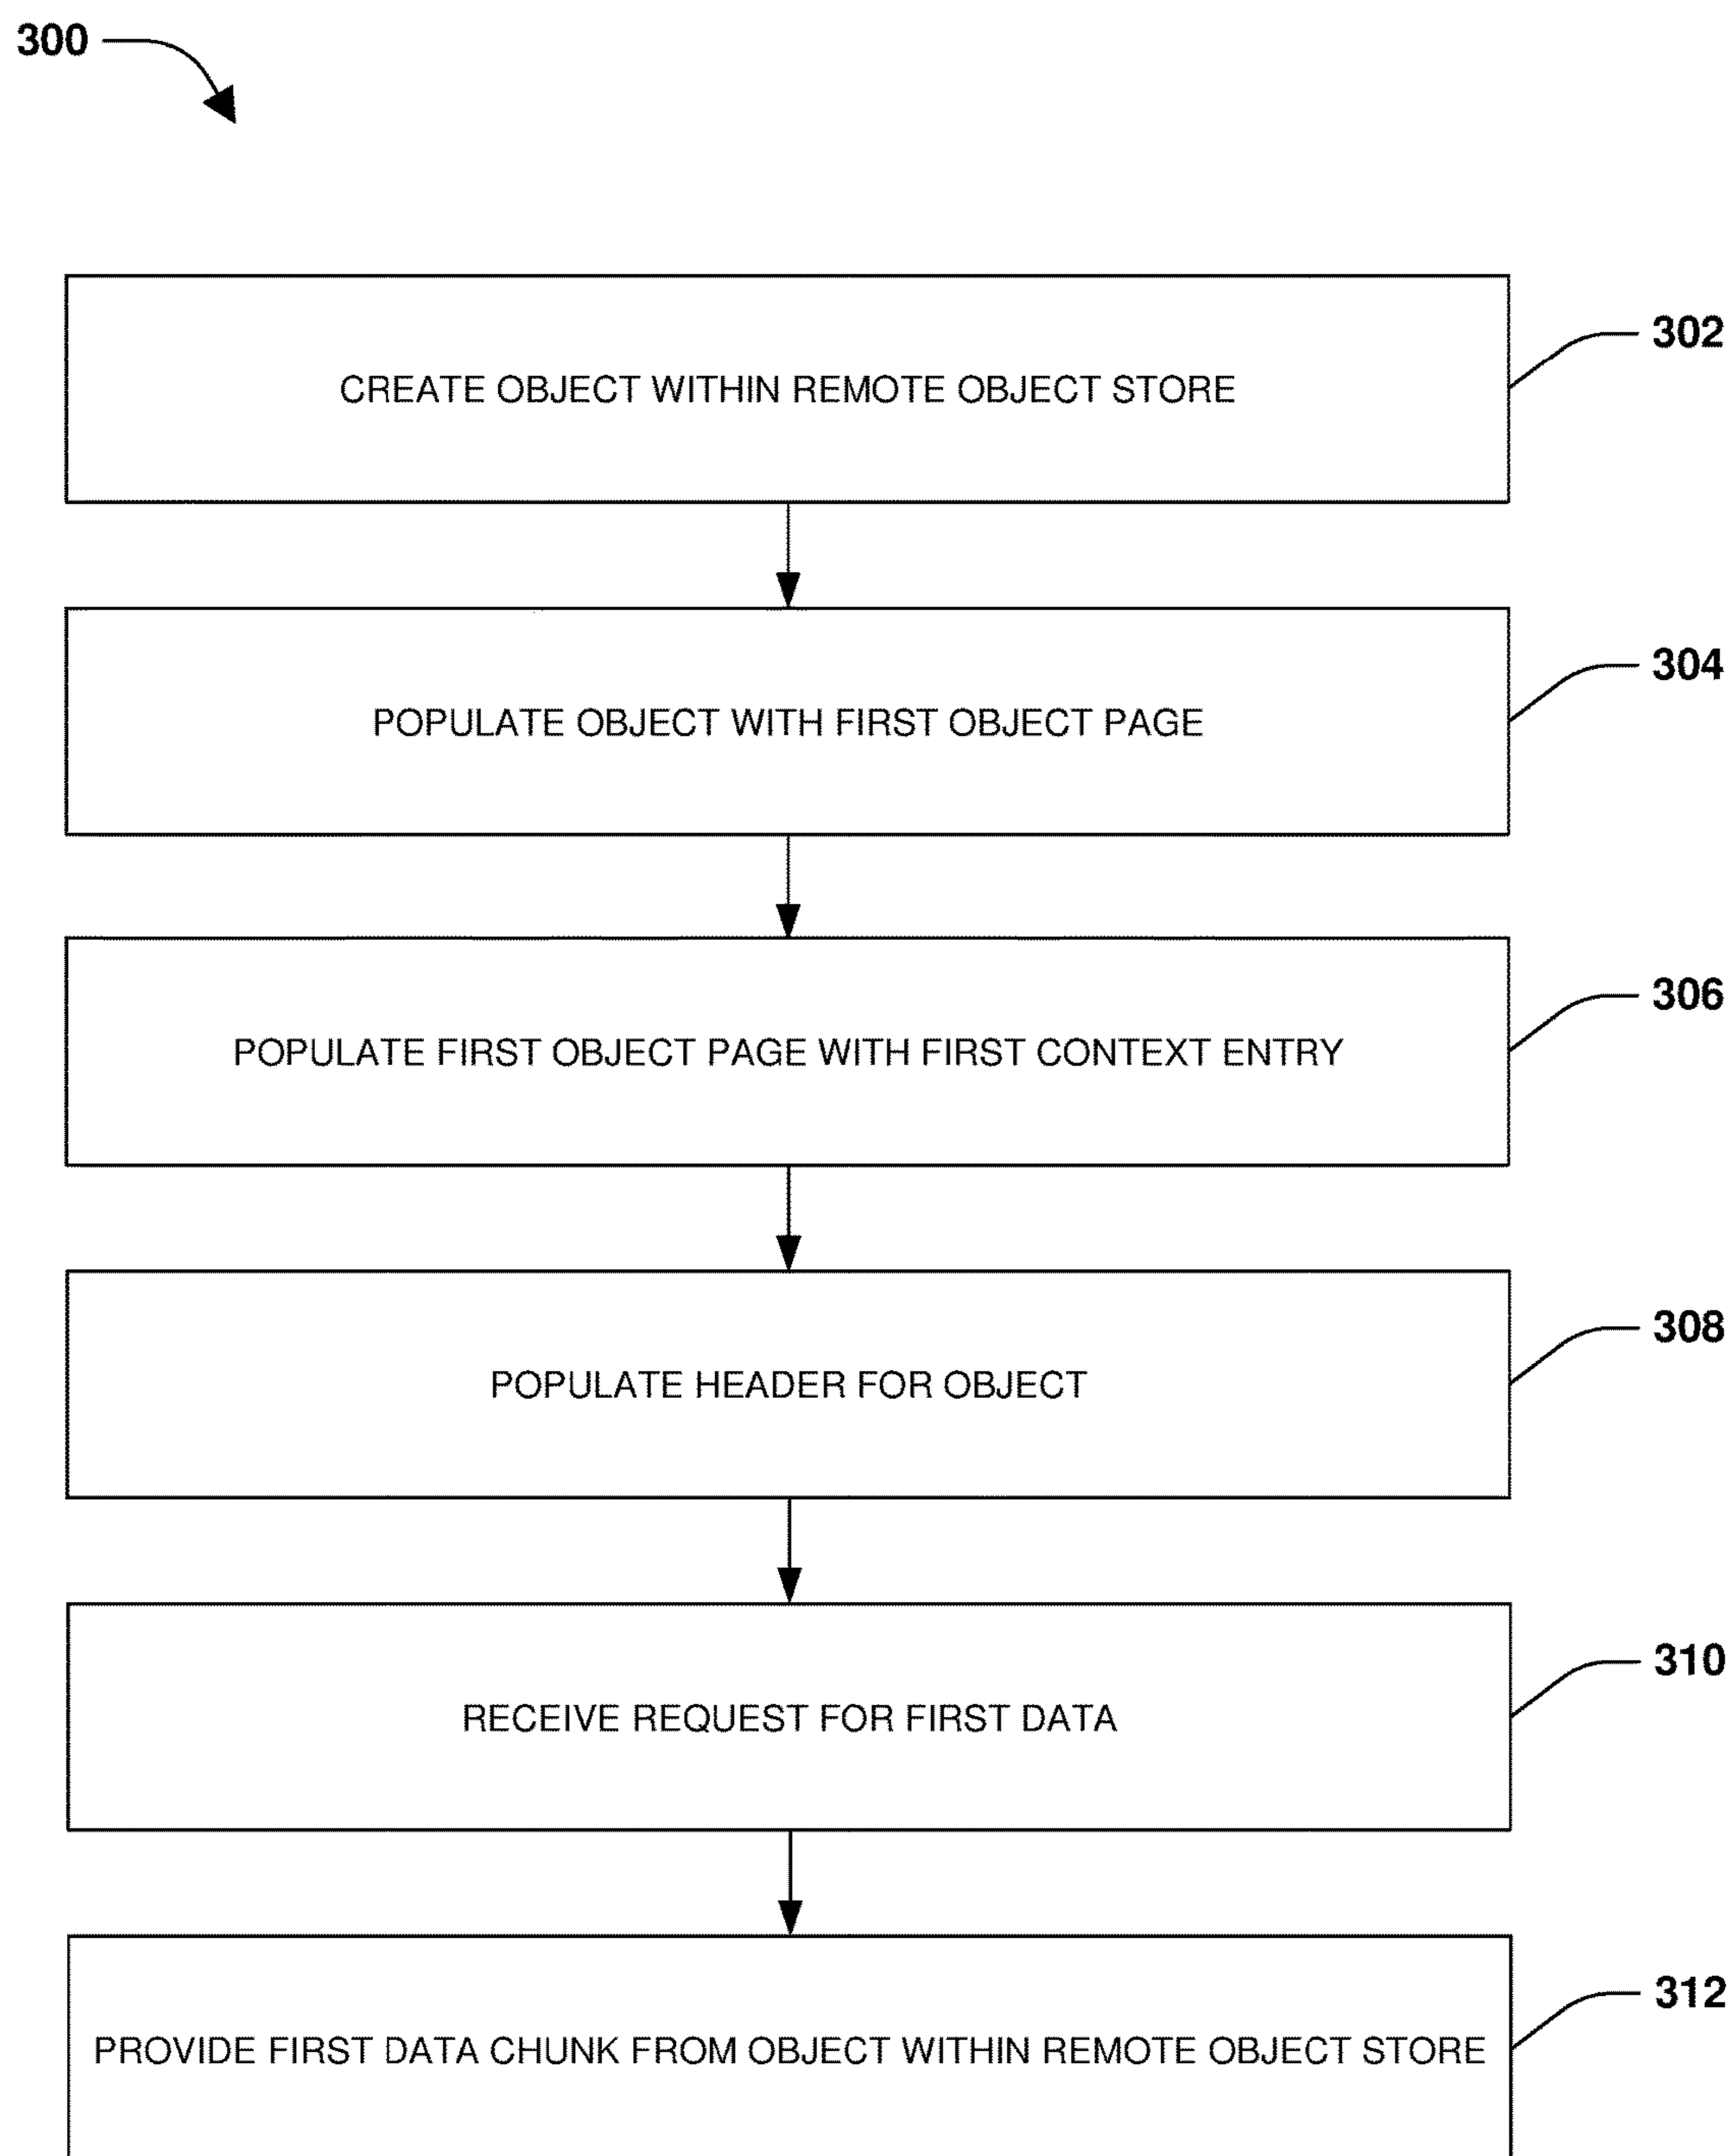 300
CREATE OBJECT WITHIN REMOTE OBJECT STORE
302
POPULATE OBJECT WITH FIRST OBJECT PAGE
304
POPULATE FIRST OBJECT PAGE WITH FIRST CONTEXT ENTRY
306
POPULATE HEADER FOR OBJECT
308
RECEIVE REQUEST FOR FIRST DATA
310
PROVIDE FIRST DATA CHUNK FROM OBJECT WITHIN REMOTE OBJECT STORE
312